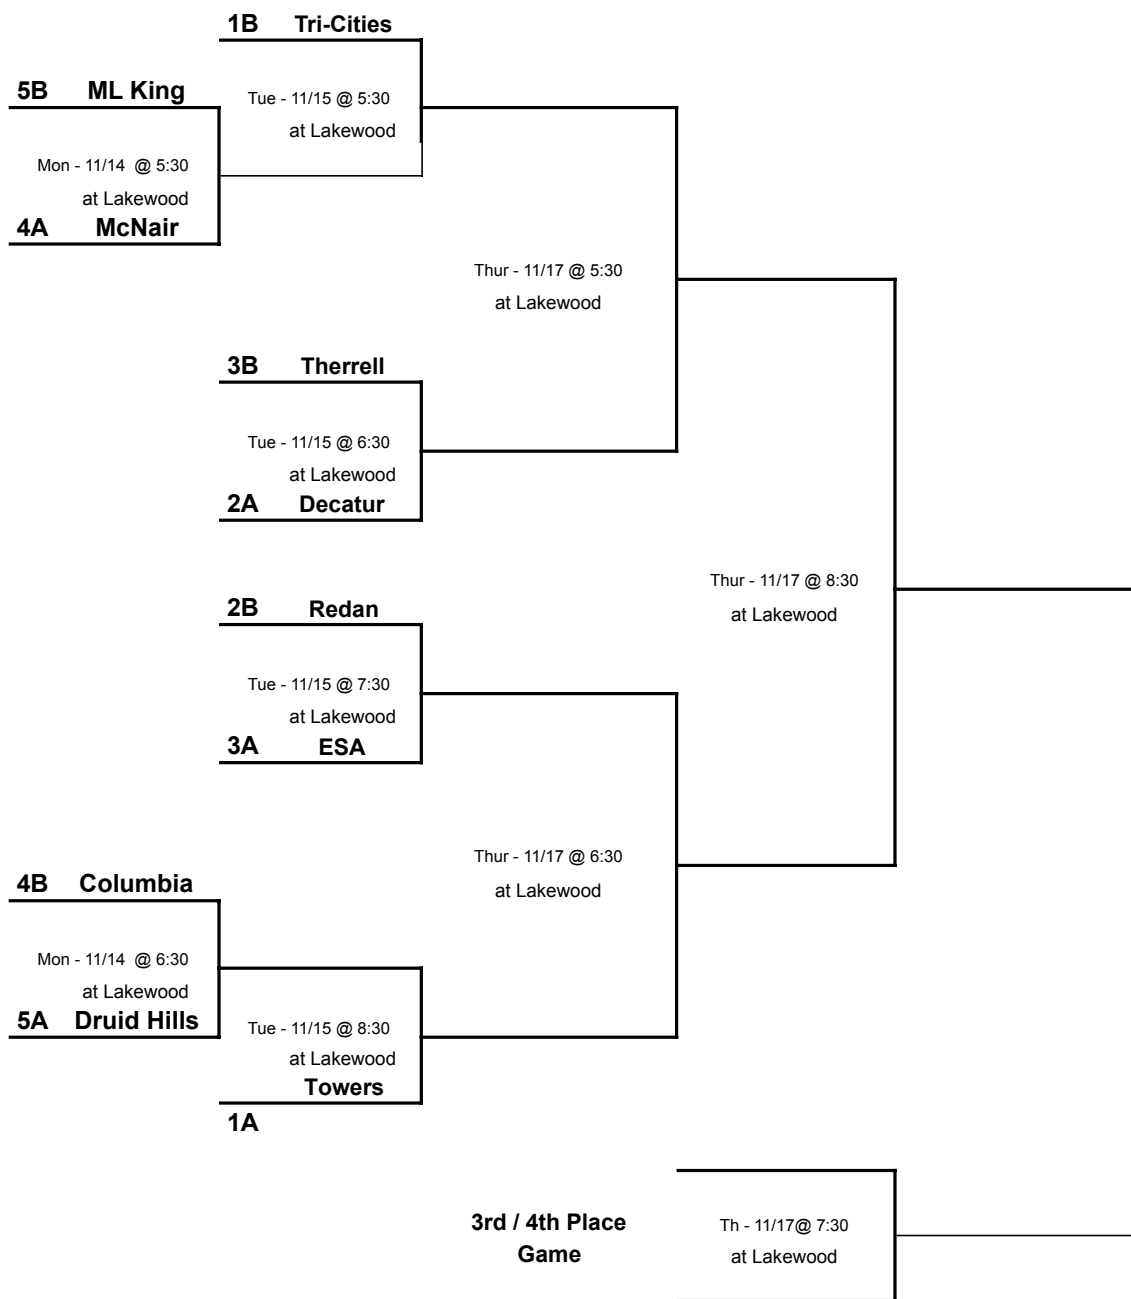 1B Tri-Cities
5B ML King
Tue - 11/15 @ 5:30
at Lakewood
Mon - 11/14 @ 5:30
at Lakewood
4A McNair
Thur - 11/17 @ 5:30
at Lakewood
3B Therrell
Tue - 11/15 @ 6:30
at Lakewood
2A Decatur
Thur - 11/17 @ 8:30
at Lakewood
2B Redan
Tue - 11/15 @ 7:30
at Lakewood
3A ESA
Thur - 11/17 @ 6:30
at Lakewood
4B Columbia
Mon - 11/14 @ 6:30
at Lakewood
5A Druid Hills
Tue - 11/15 @ 8:30
at Lakewood
Towers
1A
3rd / 4th Place
Game
Th - 11/17@ 7:30
at Lakewood